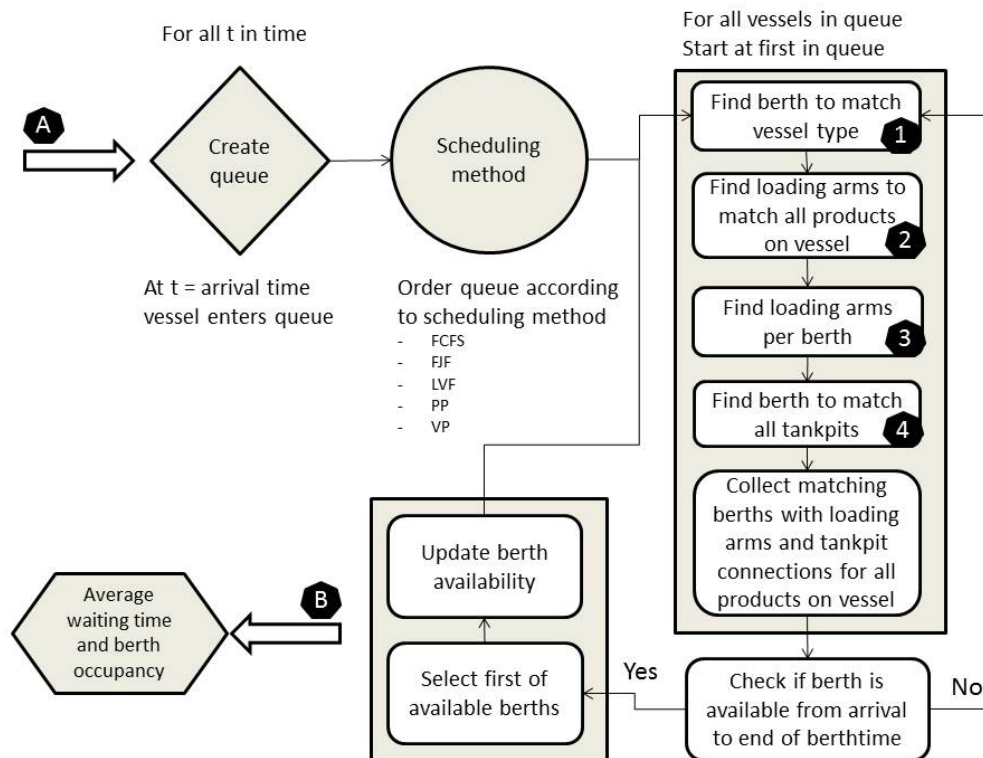 For all t in time
For all vessels in queue
Start at first in queue
A
Create
queue
Scheduling
method
Find berth to match
vessel type
1
Find loading arms to
match all products
on vessel
2
At t = arrival time
vessel enters queue
Order queue according
to scheduling method
- FCFS
- FJF
- LVF
- PP
- VP
Find loading arms
per berth
3
Find berth to match
all tankpits
4
Collect matching
berths with loading
arms and tankpit
connections for all
products on vessel
Update berth
availability
Average
waiting time
and berth
occupancy
B
Select first of
available berths
Yes
Check if berth is
available from arrival
to end of berthtime
No